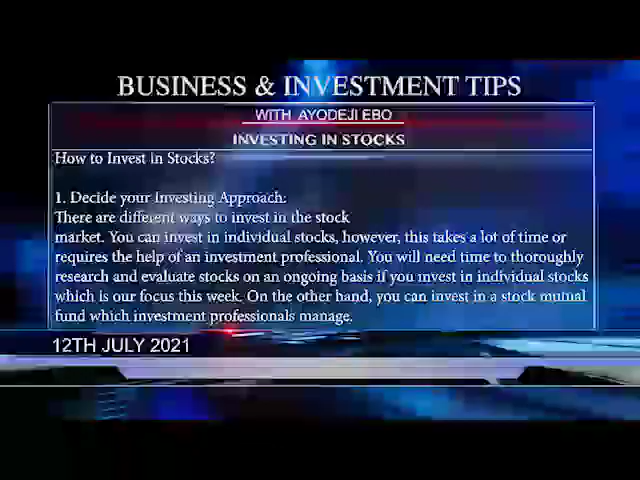 BUSINESS & INVESTMENT TIPS
WITH AYODEJI EBO
INVESTING IN STOCKS
How to Invest in Stocks?
1. Decide your Investing Approach:
There are different ways to invest in the stock
market. You can invest in individual stocks, however, this takes a lot of time or
requires the help of an investment professional. You will need time to thoroughly
research and evaluate stocks on an ongoing basis if you invest in individual stocks
which is our focus this week. On the other hand, you can invest in a stock mutual
fund which investment professionals manage.
12TH JULY 2021